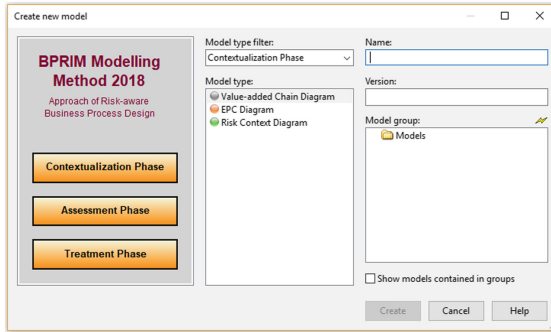 Create new model
BPRIM Modelling
Method 2018
Approach of Risk-aware
Business Process Design
Contextualization Phase
Assessment Phase
Treatment Phase
Model type filter:
Contextualization Phase
Model type:
Value-added Chain Diagram
EPC Diagram
Risk Context Diagram
Name:
Version:
Model group:
Models
Show models contained in groups
Create
Cancel
Help